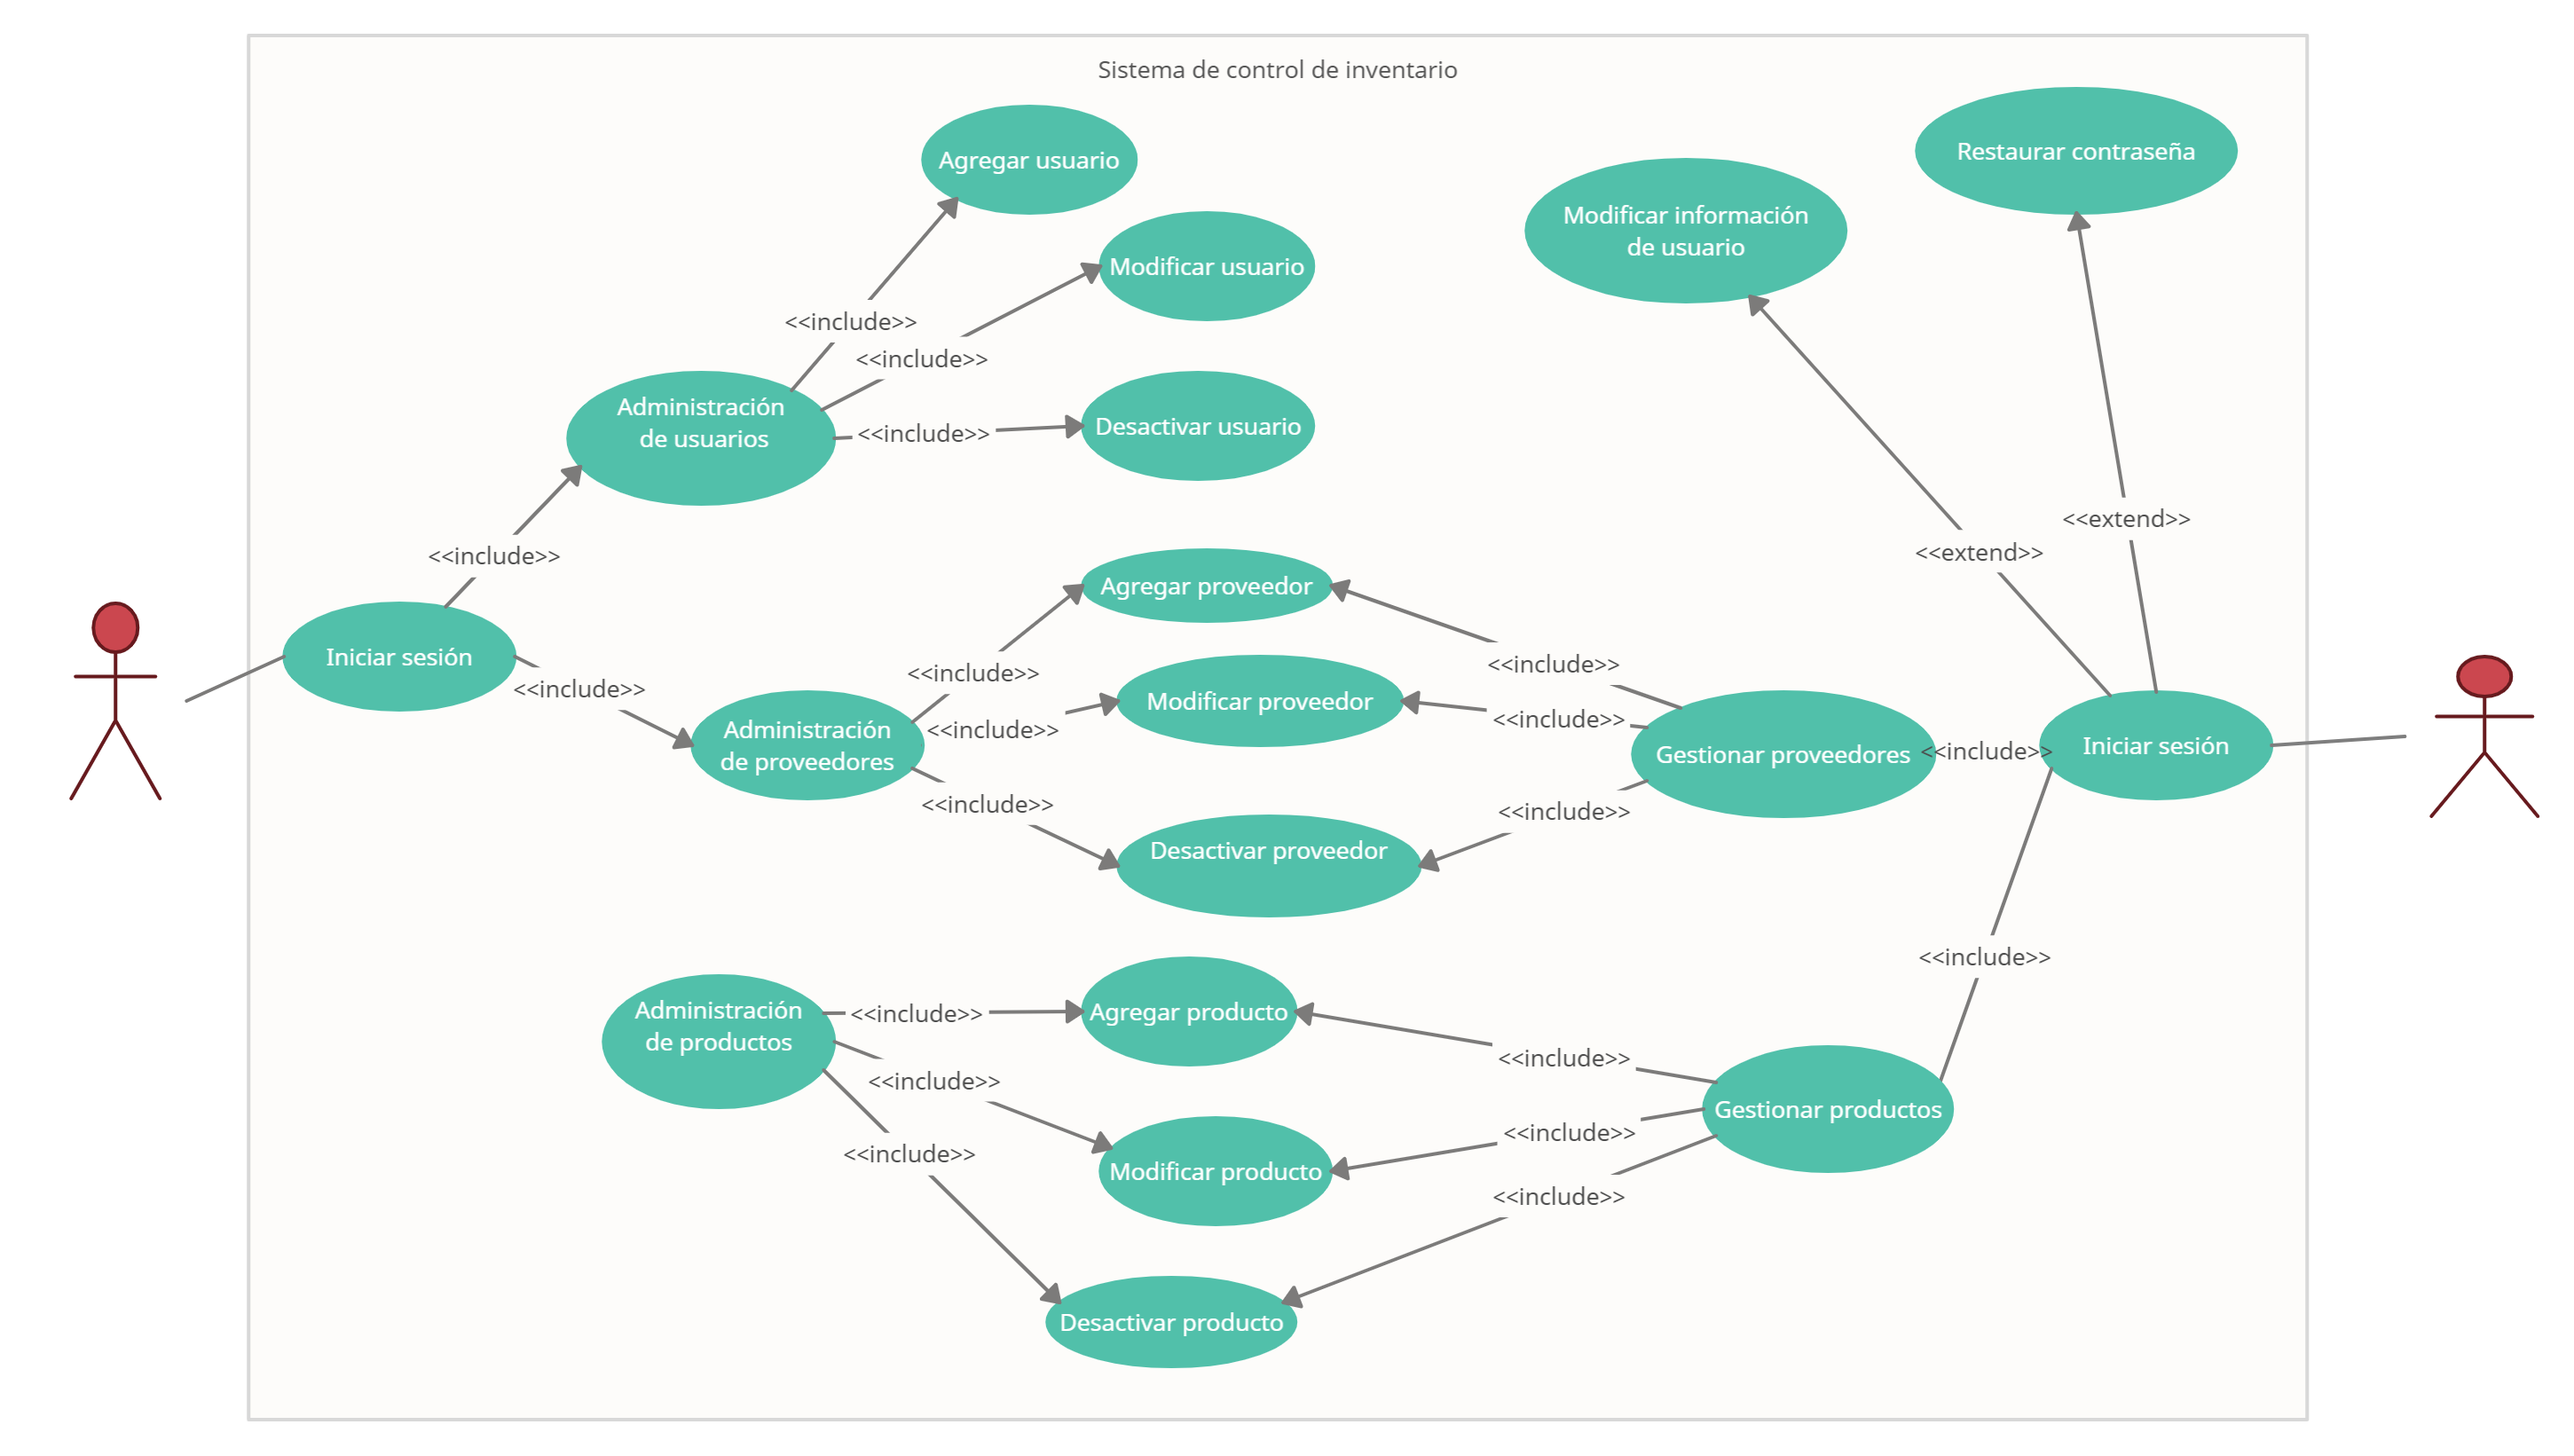 Sistema de control de inventario
Agregar usuario
Restaurar contraseña
Modificar información
de usuario
Modificar usuario
<<include>>
<<include>>
Administración
de usuarios
<<include>>
Desactivar usuario
<<extend>>
<<extend>>
<<include>>
Agregar proveedor
Iniciar sesión
<<include>>
<<include>>
<<include>>
Modificar proveedor
<<include>>
<<include>>
Administración
de proveedores
Gestionar proveedores
<<include>>
Iniciar sesión
<<include>>
<<include>>
Desactivar proveedor
<<include>>
Administración
de productos
<<include>>
Agregar producto
<<include>>
<<include>>
Gestionar productos
<<include>>
<<include>>
Modificar producto
<<include>>
Desactivar producto